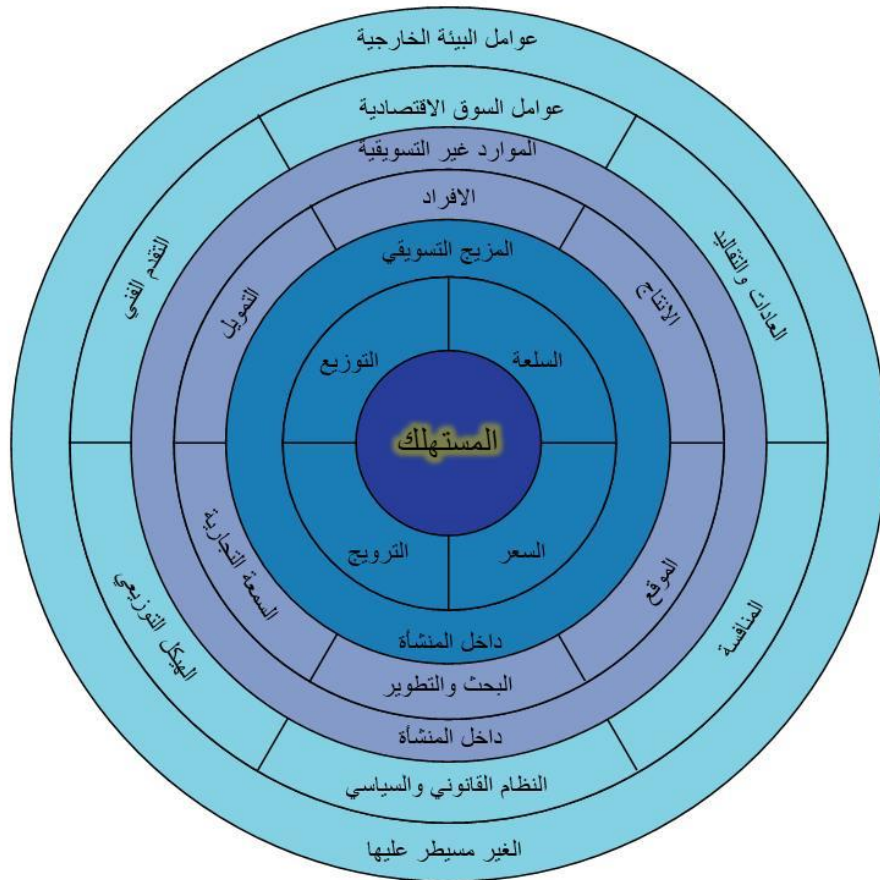 عوامل البيئة الخارجية
عوامل السوق الاقتصادية
الموارد غير التسويقية
الافراد
العادات والتقاليد
التقدم الفني
الانتاج
التمويل
المزيج التسويقي
السلعة
التوزيع
المستهلك
السعر
الترويج
داخل المنشأة
الموقع
السمعة التجارية
البحث والتطوير
داخل المنشأة
المنافسة
الهيكل التوزيعي
النظام القانوني والسياسي
الغير مسيطر عليها